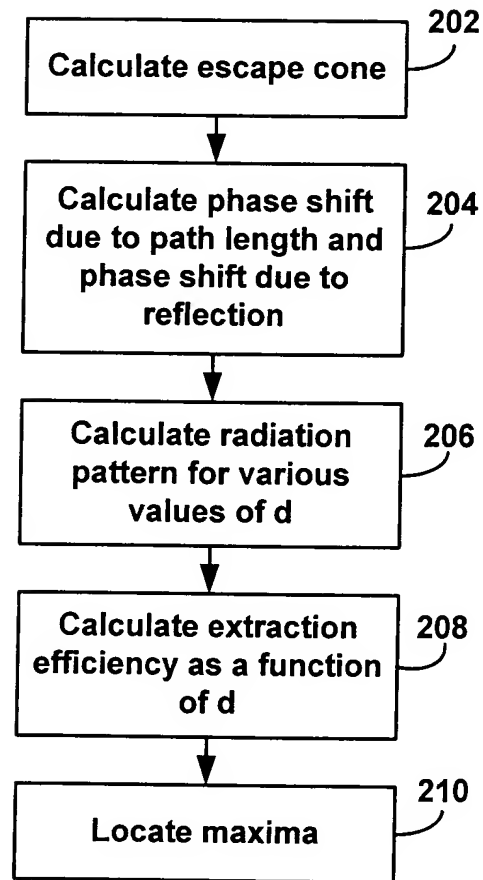 202
Calculate escape cone
204
Calculate phase shift
due to path length and
phase shift due to
reflection
206
Calculate radiation
pattern for various
values of d
208
Calculate extraction
efficiency as a function
of d
210
Locate maxima